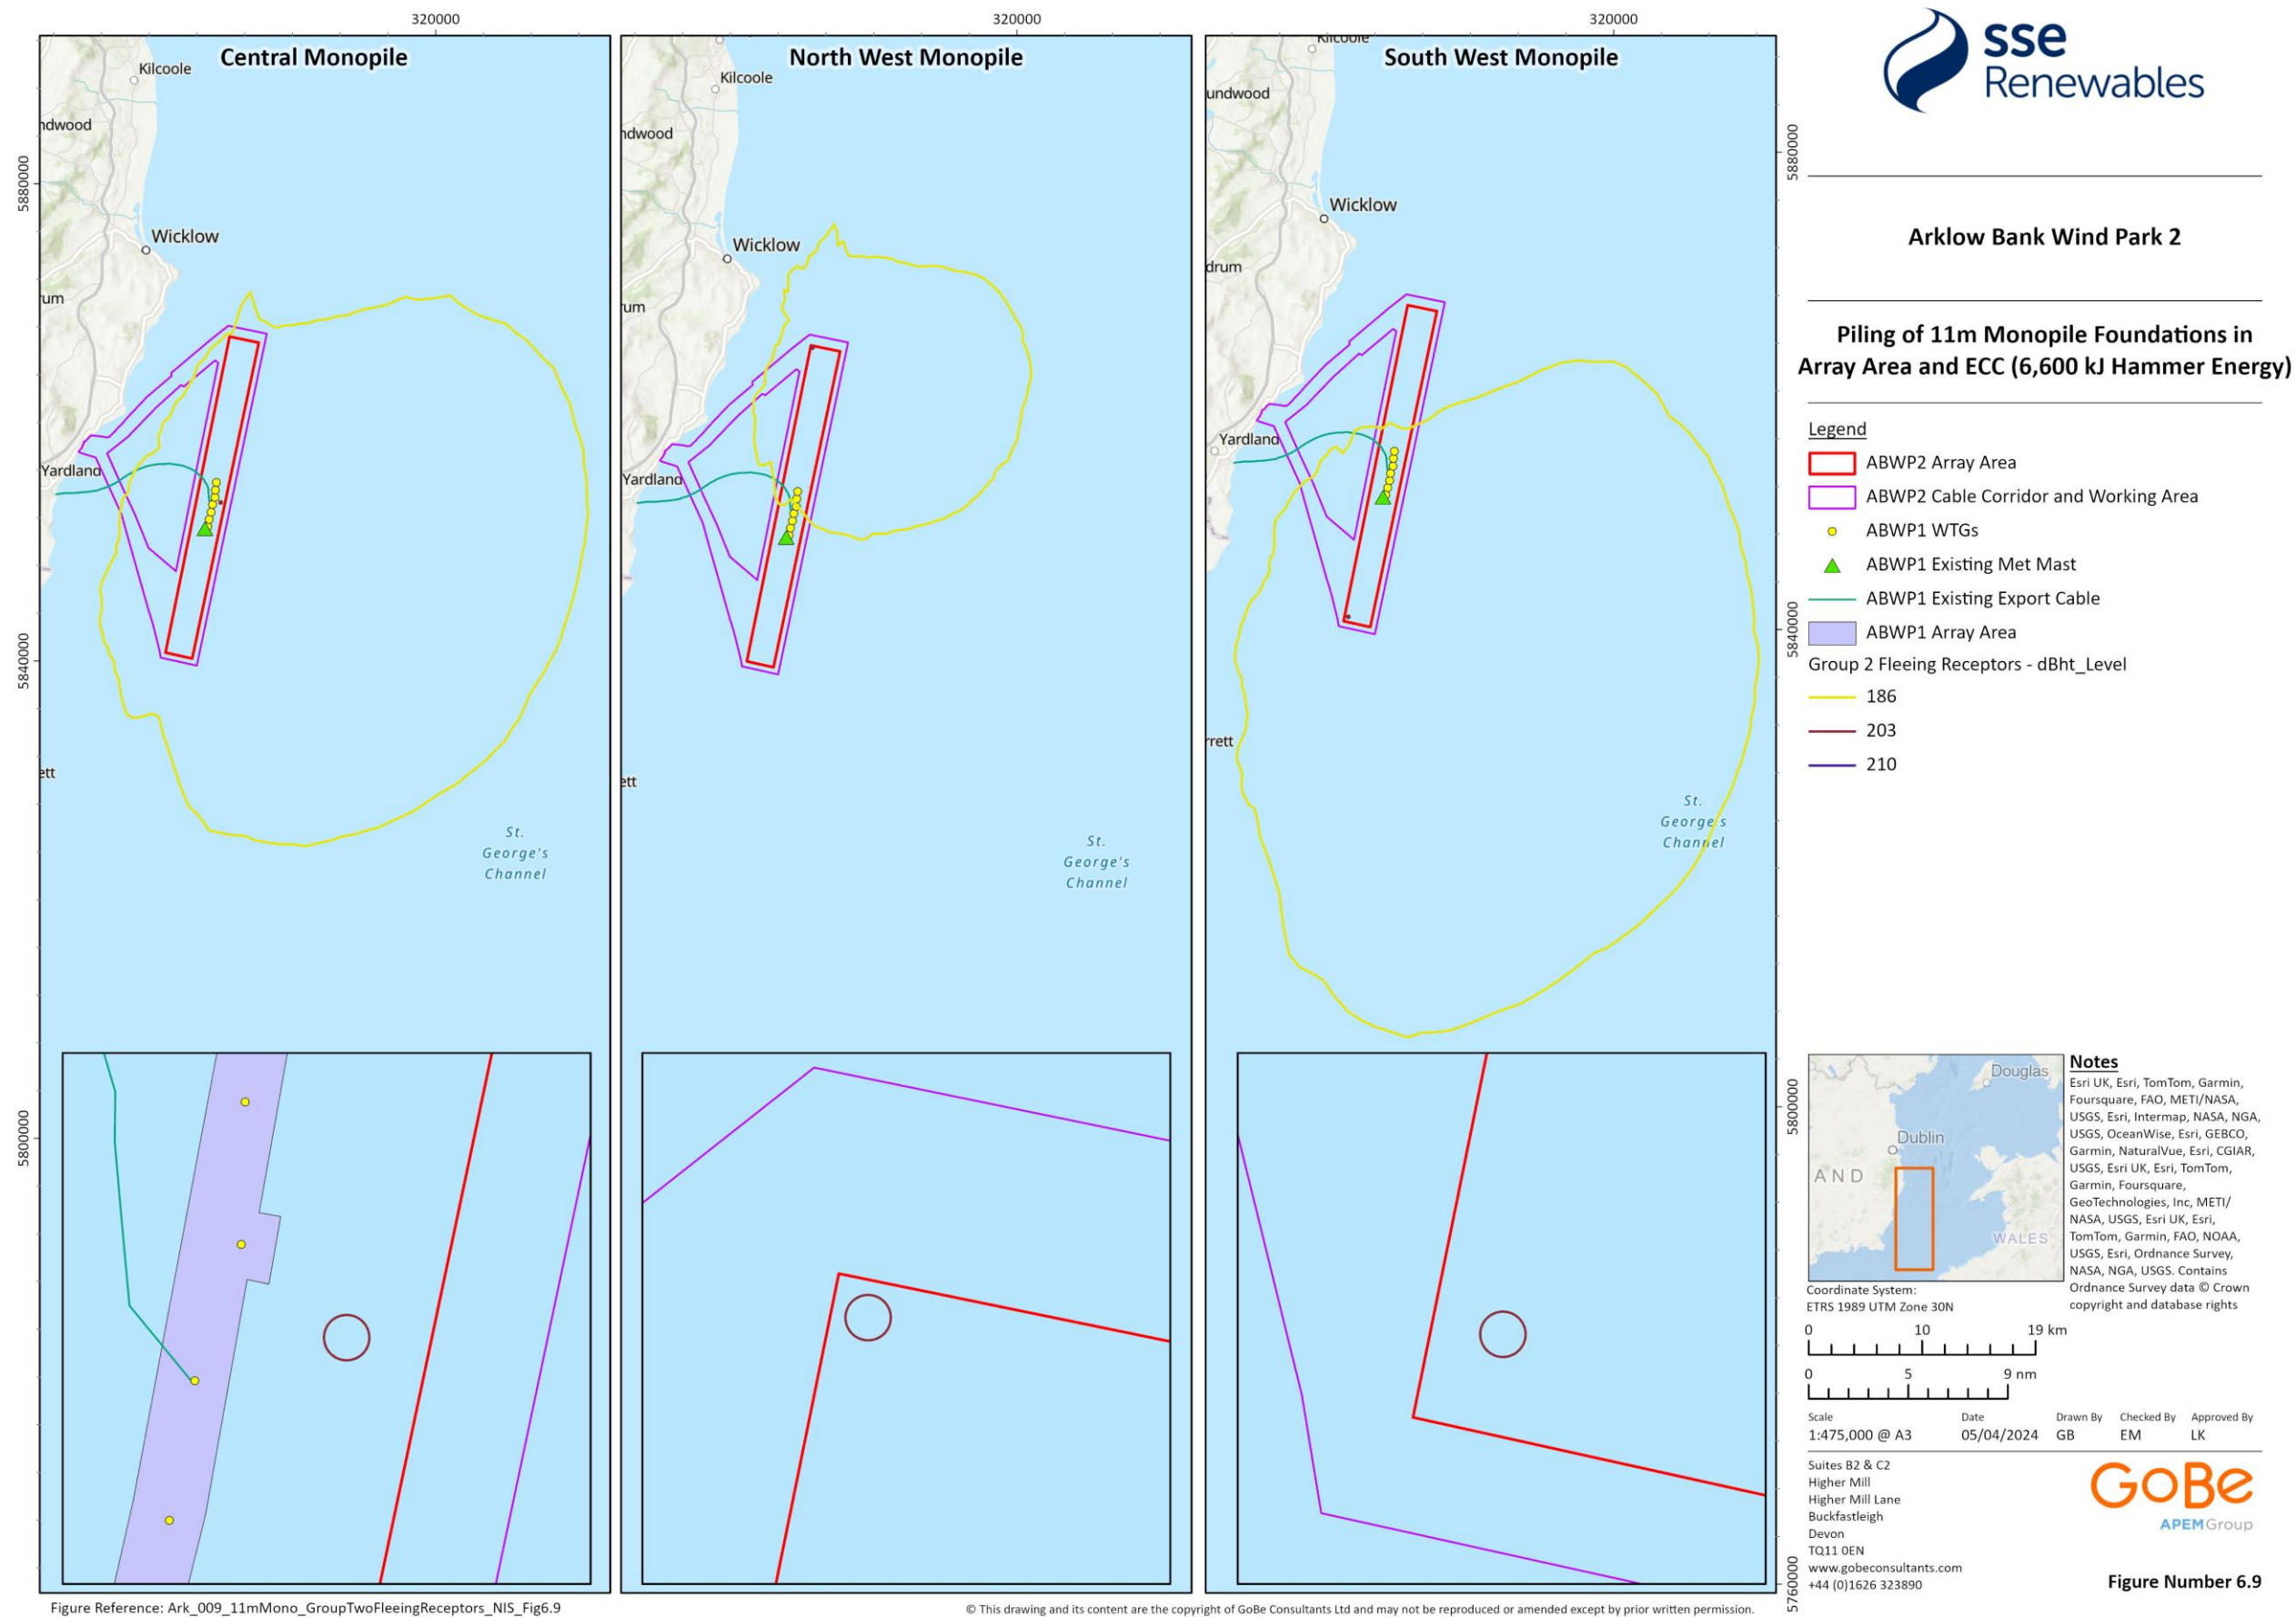 320000
320000
320000
Central Monopile
Kilcoole
ndwood
5880000
Wicklow
um
Yardland
5840000
ett
St.
George's
Channel
5800000
North West Monopile
Kilcoole
ndwood
Wicklow
rum
Yardland
ett
St.
George's
Channel
South West Monopile
Kilcoole
undwood
5880000
Wicklow
drum
Yardland
5840000
rrett
St.
George's
Channel
5800000
5760000
sse
Renewables
Arklow Bank Wind Park 2
Piling of 11m Monopile Foundations in
Array Area and ECC (6,600 kJ Hammer Energy)
Legend
ABWP2 Array Area
ABWP2 Cable Corridor and Working Area
ABWP1 WTGs
ABWP1 Existing Met Mast
ABWP1 Existing Export Cable
ABWP1 Array Area
Group 2 Fleeing Receptors - dBht_Level
186
203
210
Douglas
Dublin
AND
WALES
Notes
Esri UK, Esri, TomTom, Garmin,
Foursquare, FAO, METI/NASA,
USGS, Esri, Intermap, NASA, NGA,
USGS, OceanWise, Esri, GEBCO,
Garmin, NaturalVue, Esri, CGIAR,
USGS, Esri UK, Esri, TomTom,
Garmin, Foursquare,
GeoTechnologies, Inc, METI/
NASA, USGS, Esri UK, Esri,
TomTom, Garmin, FAO, NOAA,
USGS, Esri, Ordnance Survey,
NASA, NGA, USGS. Contains
Ordnance Survey data © Crown
copyright and database rights
Coordinate System:
ETRS 1989 UTM Zone 30N
0 10 19 km
0 5 9 nm
Scale Date Drawn By Checked By Approved By
1:475,000 @ A3 05/04/2024 GB EM LK
Suites B2 & C2
Higher Mill
Higher Mill Lane
Buckfastleigh
Devon
TQ11 0EN
www.gobeconsultants.com
+44 (0)1626 323890
GoBe
APEMGroup
Figure Number 6.9
Figure Reference: Ark_009_11mMono_GroupTwoFleeingReceptors_NIS_Fig6.9
© This drawing and its content are the copyright of GoBe Consultants Ltd and may not be reproduced or amended except by prior written permission.